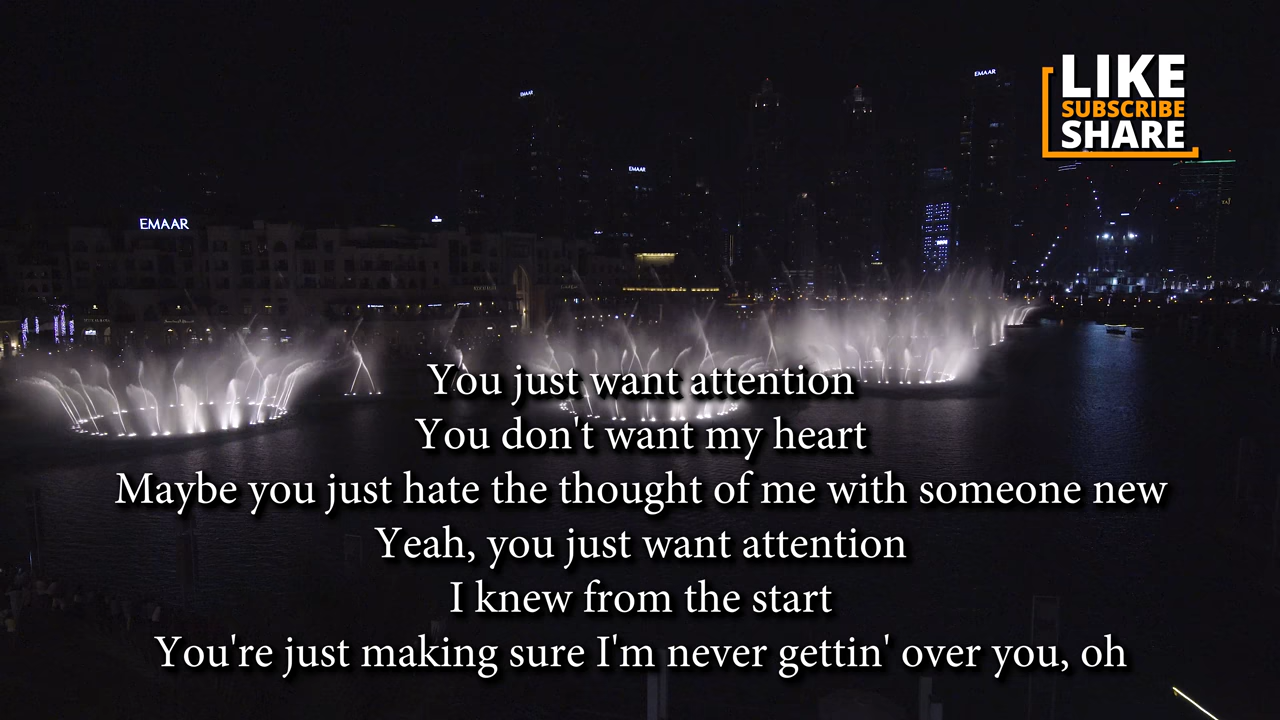 EMAAR
EMAAR
EMAAR
EMAAR
LIKE
SUBSCRIBE
SHARE
You just want attention
You don't want my heart
Maybe you just hate the thought of me with someone new
Yeah, you just want attention
I knew from the start
You're just making sure I'm never gettin' over you, oh